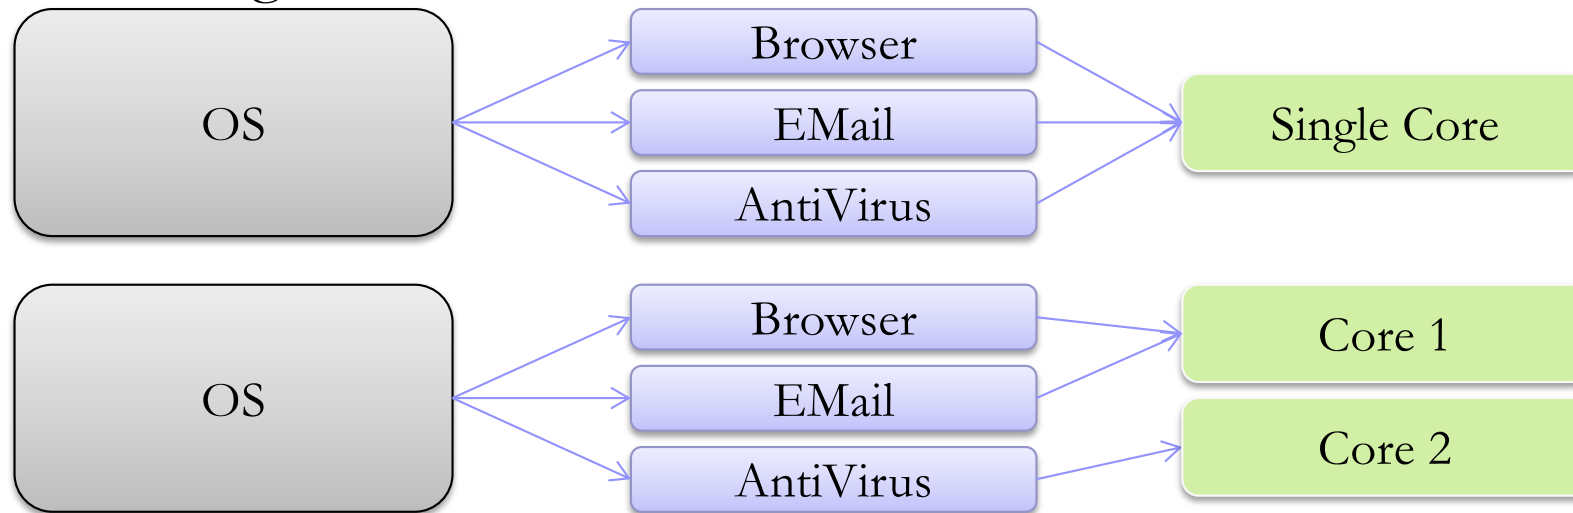 OS
Browser
EMail
AntiVirus
Single Core
OS
Browser
EMail
AntiVirus
Core 1
Core 2